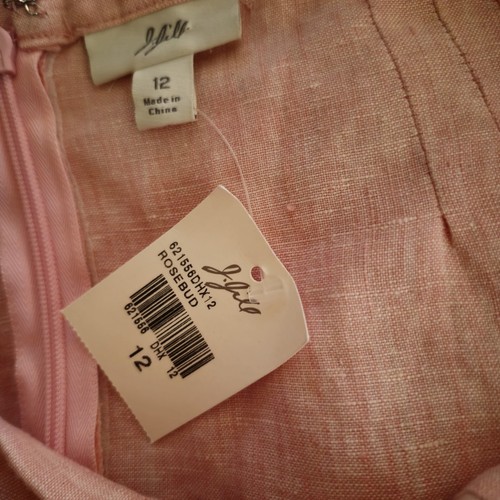 J.Jill
12
Made in
China
J.Jill
621556DHX12
ROSEBUD
621556 DHX 12
12